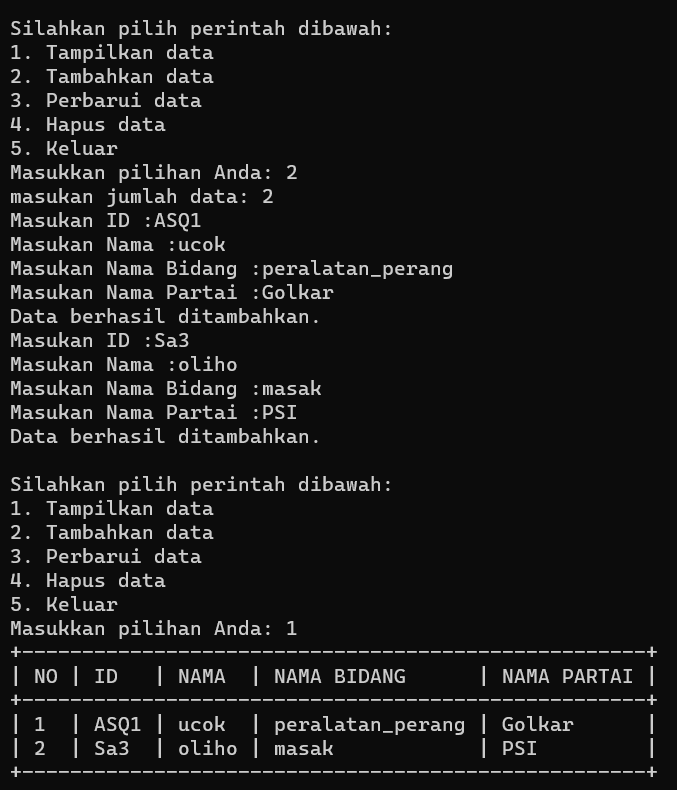 Silahkan pilih perintah dibawah:
1. Tampilkan data
2. Tambahkan data
3. Perbarui data
4. Hapus data
5. Keluar
Masukkan pilihan Anda: 2
masukan jumlah data: 2
Masukan ID :ASQ1
Masukan Nama :ucok
Masukan Nama Bidang :peralatan_perang
Masukan Nama Partai :Golkar
Data berhasil ditambahkan.
Masukan ID :Sa3
Masukan Nama :oliho
Masukan Nama Bidang :masak
Masukan Nama Partai :PSI
Data berhasil ditambahkan.

Silahkan pilih perintah dibawah:
1. Tampilkan data
2. Tambahkan data
3. Perbarui data
4. Hapus data
5. Keluar
Masukkan pilihan Anda: 1
+----------------------------------------------------+
| NO | ID   | NAMA  | NAMA BIDANG      | NAMA PARTAI |
+----------------------------------------------------+
| 1  | ASQ1 | ucok  | peralatan_perang | Golkar      |
| 2  | Sa3  | oliho | masak            | PSI         |
+----------------------------------------------------+